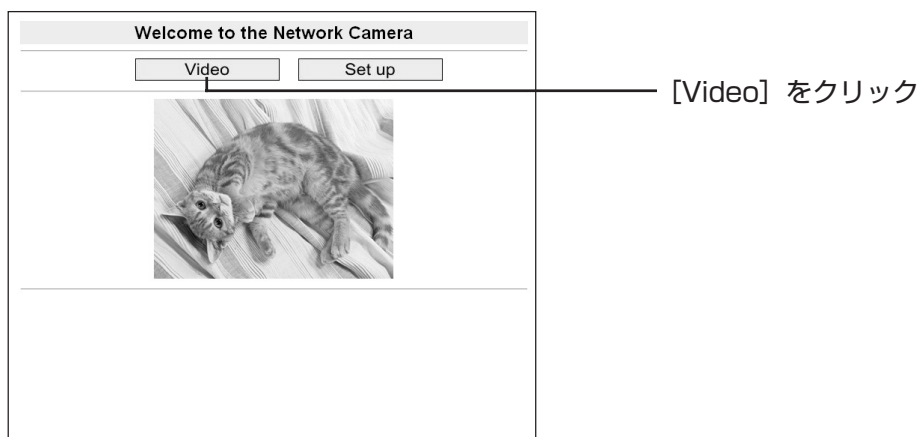 Welcome to the Network Camera
Video Set up
[Video] をクリック